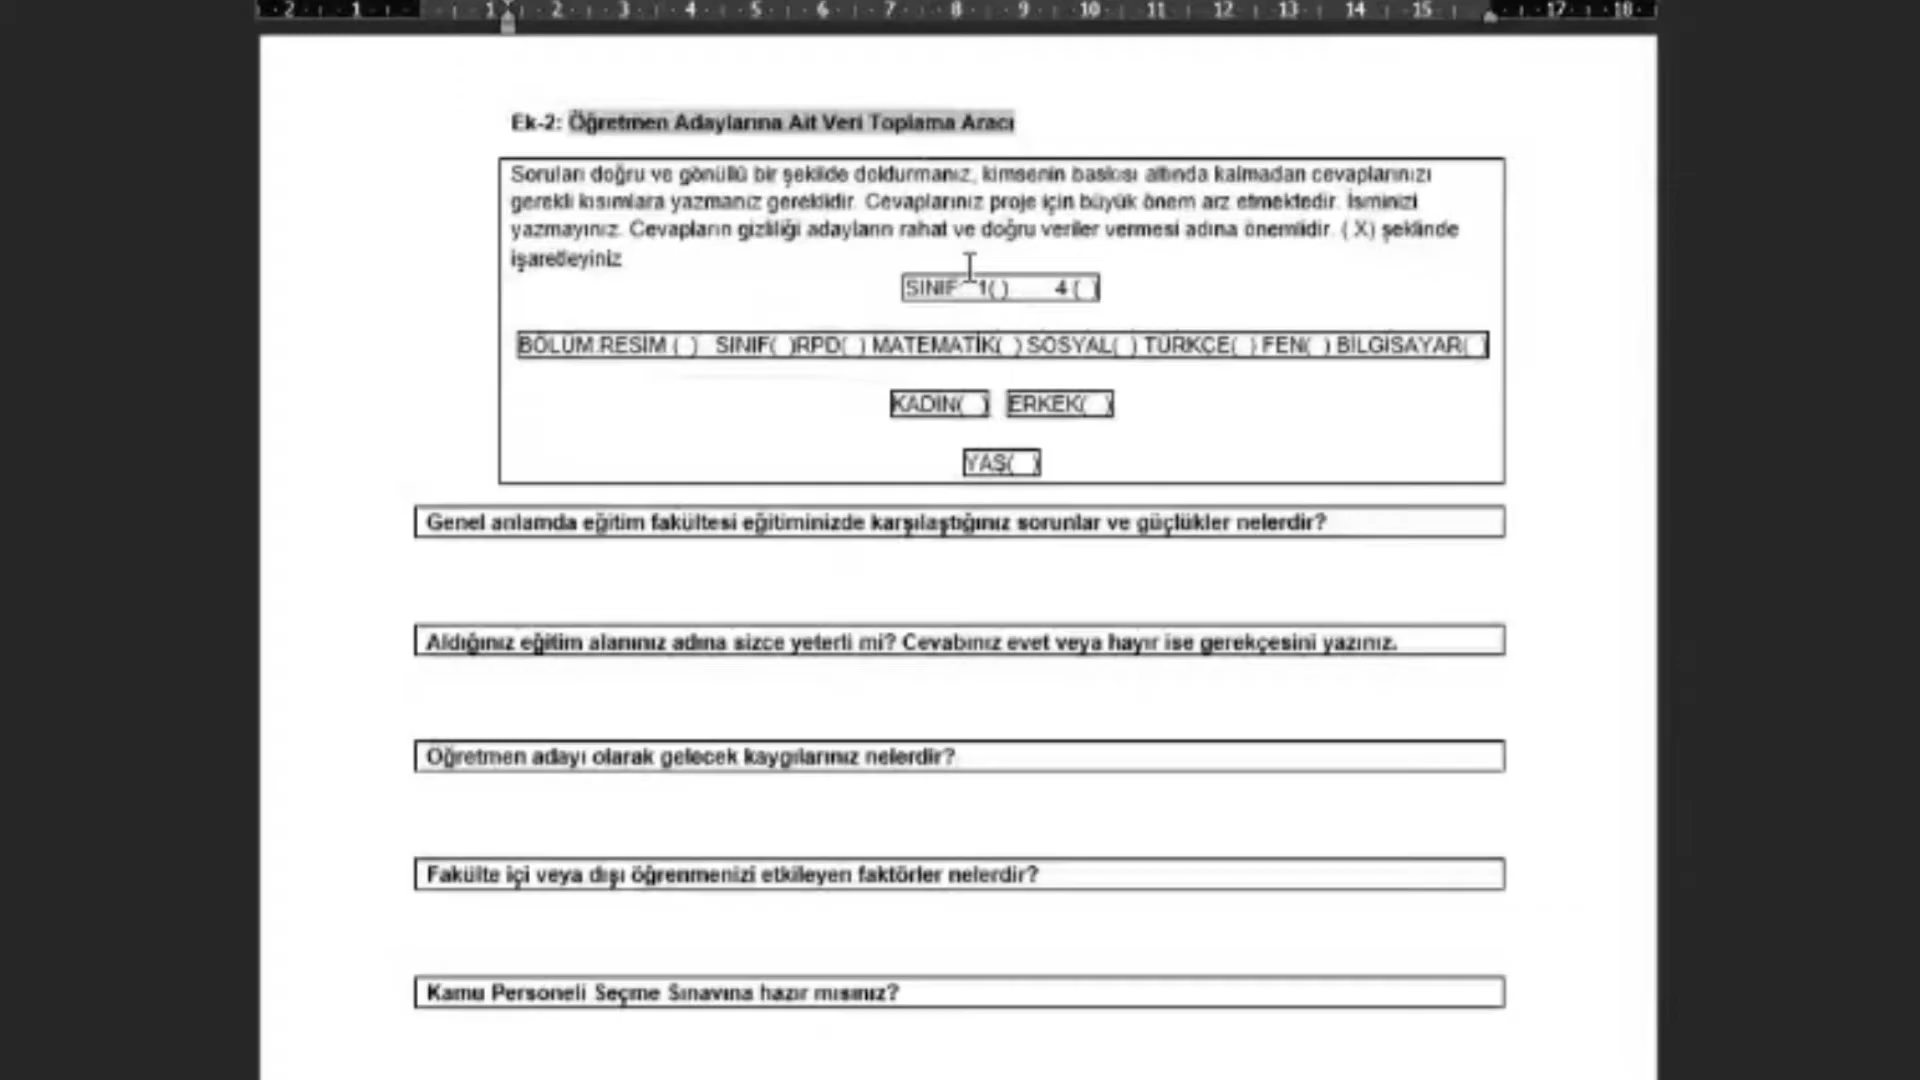 2 1 1 2 3 4 5 6 7 8 9 10 11 12 13 14 15 17 18
Ek-2: Öğretmen Adaylarına Ait Veri Toplama Aracı
Soruları doğru ve gönüllü bir şekilde doldurmanız, kimsenin baskısı altında kalmadan cevaplarınızı
gerekli kısımlara yazmanız gereklidir. Cevaplarınız proje için büyük önem arz etmektedir. İsminizi
yazmayınız. Cevapların gizliliği adayların rahat ve doğru veriler vermesi adına önemlidir. ( X) şeklinde
işaretleyiniz
SINIF 1( ) 4 ( )
BÖLÜM:RESİM ( ) SINIF( )RPD( ) MATEMATİK( ) SOSYAL( ) TÜRKÇE( ) FEN( ) BİLGİSAYAR( )
KADIN( ) ERKEK( )
YAŞ( )
Genel anlamda eğitim fakültesi eğitiminizde karşılaştığınız sorunlar ve güçlükler nelerdir?
Aldığınız eğitim alanınız adına sizce yeterli mi? Cevabınız evet veya hayır ise gerekçesini yazınız.
Öğretmen adayı olarak gelecek kaygılarınız nelerdir?
Fakülte içi veya dışı öğrenmenizi etkileyen faktörler nelerdir?
Kamu Personeli Seçme Sınavına hazır mısınız?